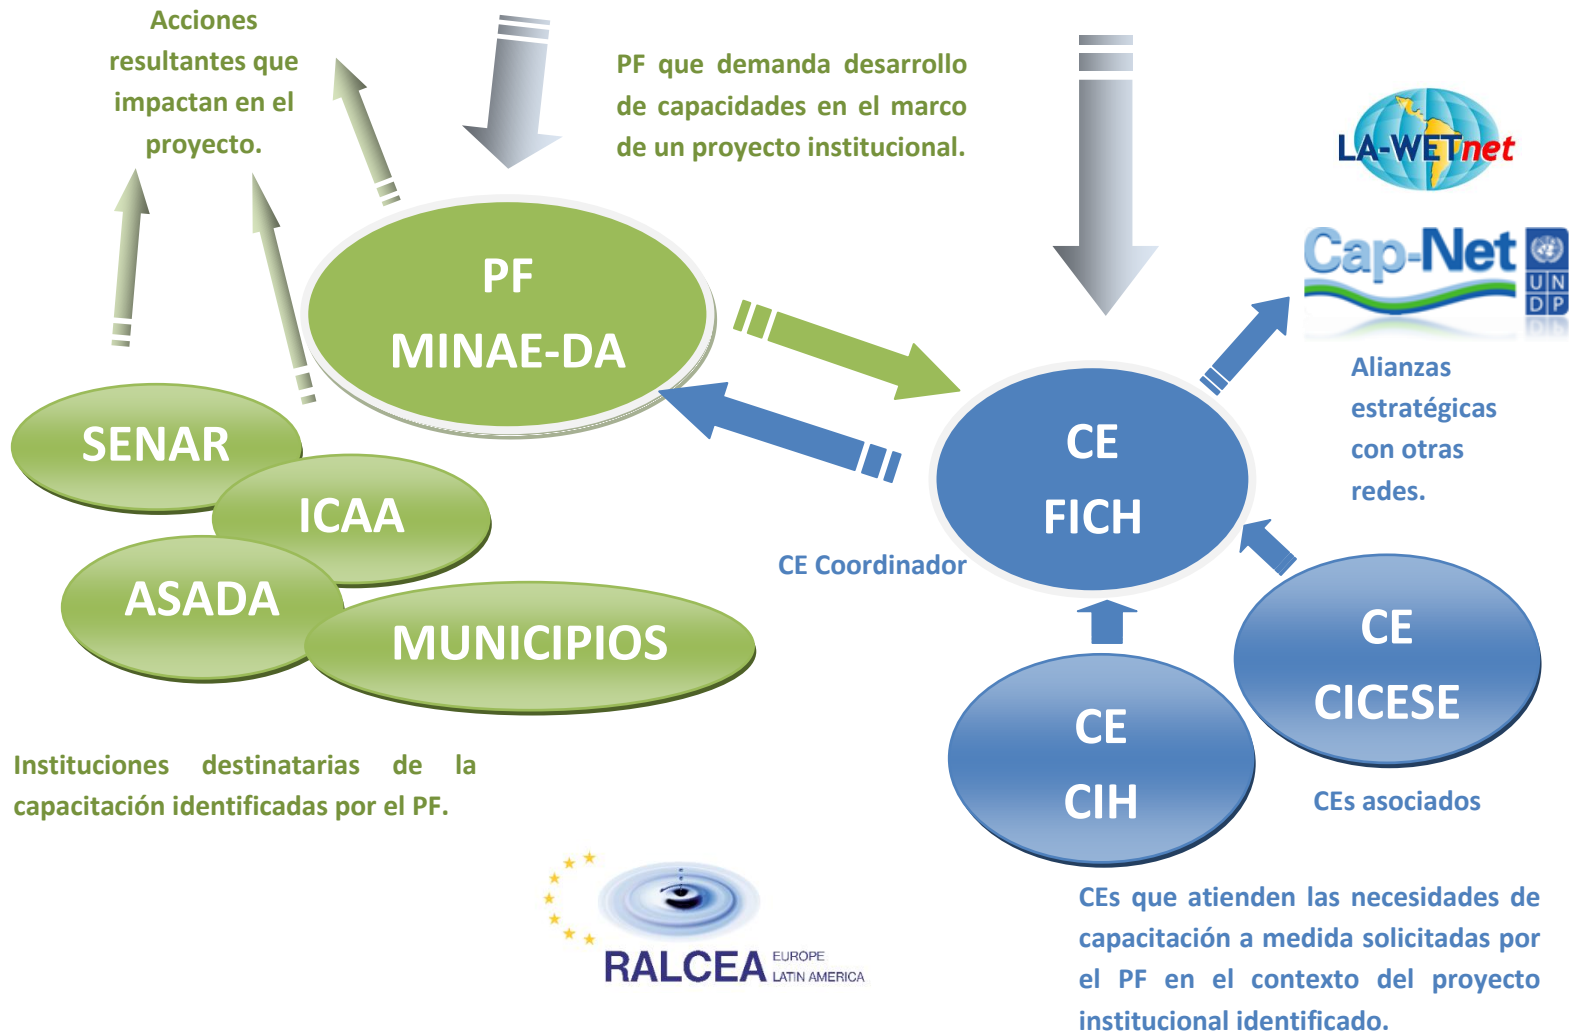 Acciones
resultantes que
impactan en el
proyecto.
PF que demanda desarrollo
de capacidades en el marco
de un proyecto institucional.
LA-WETnet
Cap-Net
UN
DP
Alianzas
estratégicas
con otras
redes.
PF
MINAE-DA
CE
FICH
CE Coordinador
SENAR
ICAA
ASADA
MUNICIPIOS
CE
CICESE
CE
CIH
CEs asociados
Instituciones destinatarias de la
capacitación identificadas por el PF.
RALCEA EUROPE
LATIN AMERICA
CEs que atienden las necesidades de
capacitación a medida solicitadas por
el PF en el contexto del proyecto
institucional identificado.